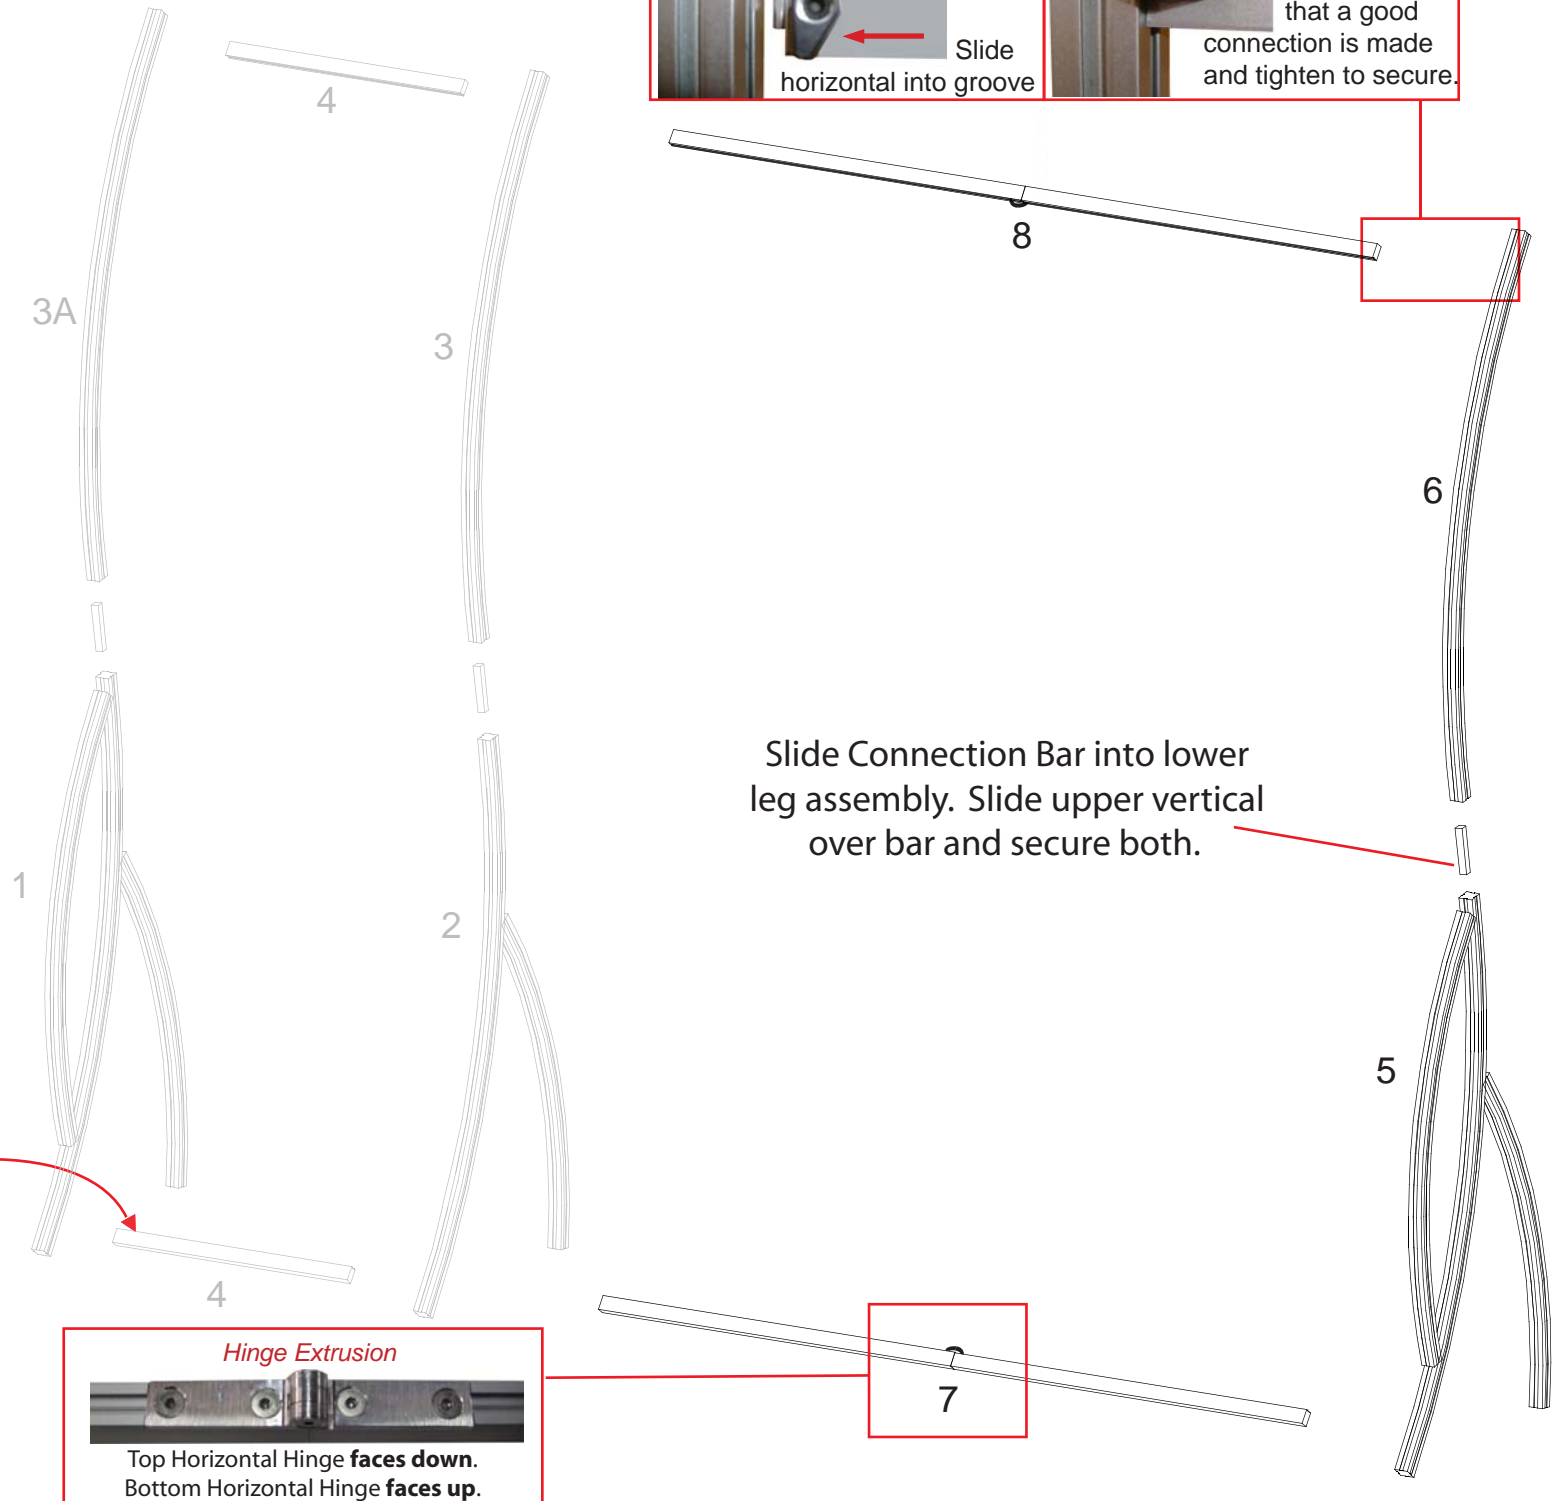 Slide
horizontal into groove
that a good
connection is made
and tighten to secure.
4
8
3A
3
6
Slide Connection Bar into lower
leg assembly. Slide upper vertical
over bar and secure both.
1
2
5
4
7
Hinge Extrusion
Top Horizontal Hinge faces down.
Bottom Horizontal Hinge faces up.